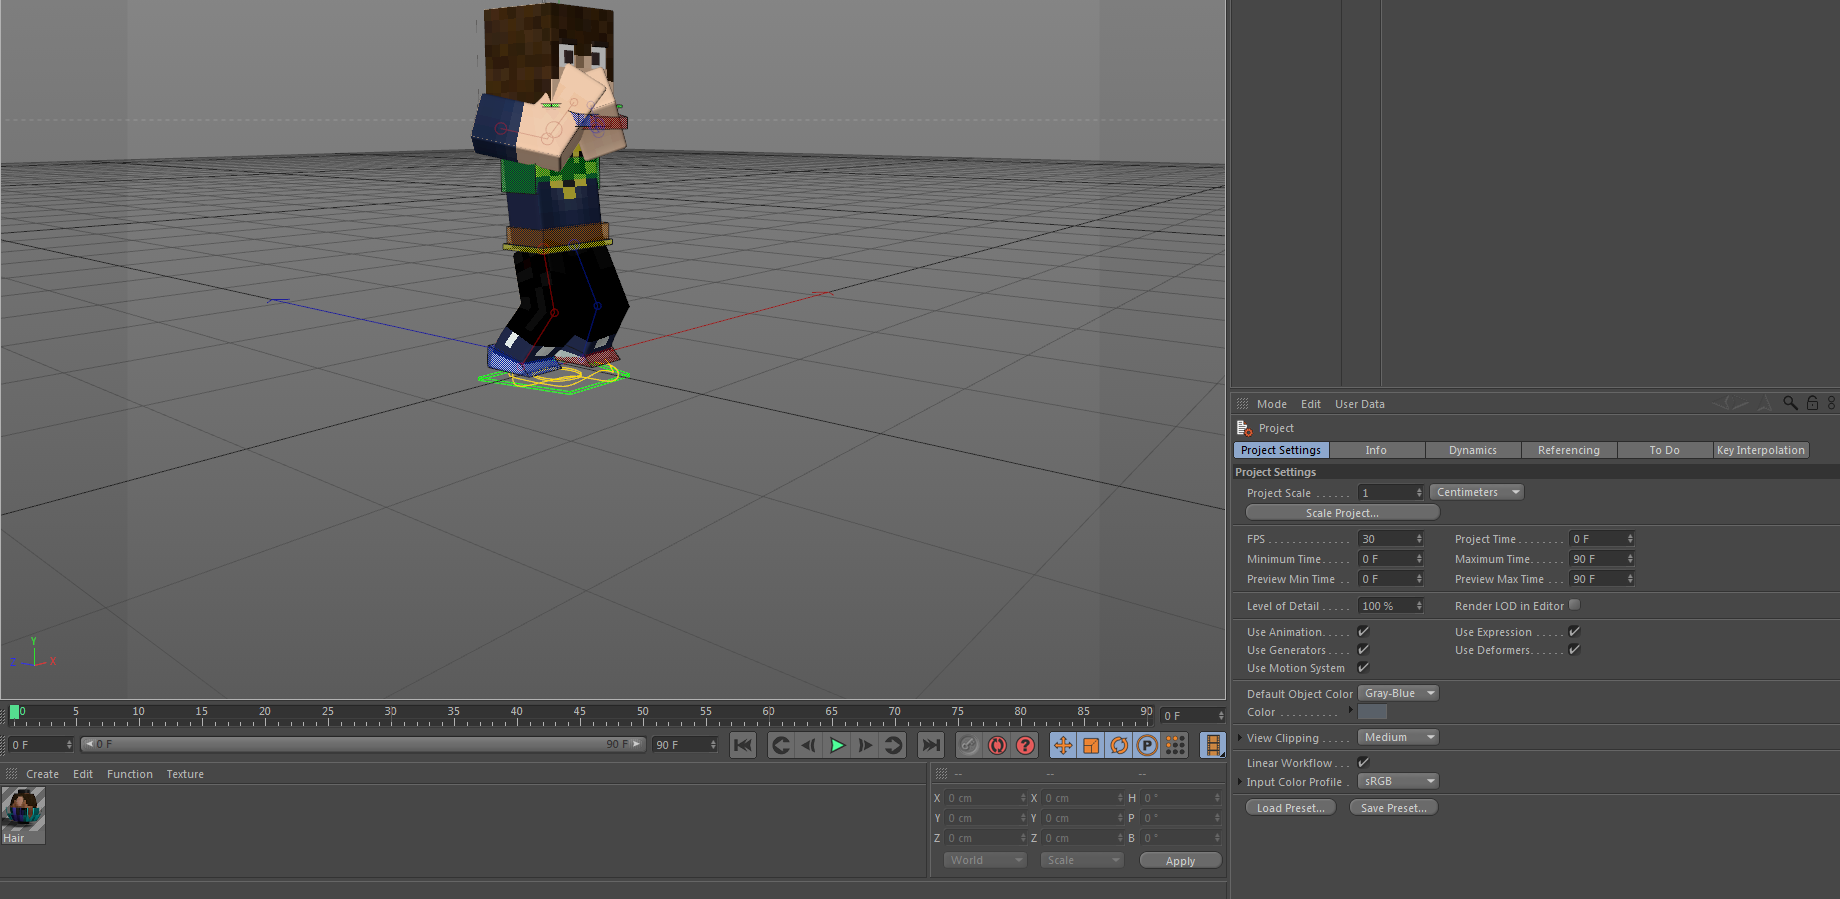 Mode Edit User Data
Project
Project Settings Info Dynamics Referencing To Do Key Interpolation
Project Settings
Project Scale . . . . . . 1 Centimeters
Scale Project...
FPS . . . . . . . . . . . . . . 30 Project Time . . . . . . . . 0 F
Minimum Time. . . . . 0 F Maximum Time. . . . . . 90 F
Preview Min Time . . 0 F Preview Max Time . . . 90 F
Level of Detail . . . . . 100 % Render LOD in Editor
Use Animation. . . . . Use Expression . . . . .
Use Generators . . . . Use Deformers. . . . . .
Use Motion System
Default Object Color Gray-Blue
Color . . . . . . . . . .
View Clipping . . . . . Medium
Linear Workflow . . .
Input Color Profile . sRGB
Load Preset... Save Preset...
Y
Z X
0 5 10 15 20 25 30 35 40 45 50 55 60 65 70 75 80 85 90 0 F
0 F 0 F 90 F 90 F
Create Edit Function Texture
Hair
-- -- --
X 0 cm X 0 cm H 0 °
Y 0 cm Y 0 cm P 0 °
Z 0 cm Z 0 cm B 0 °
World Scale Apply